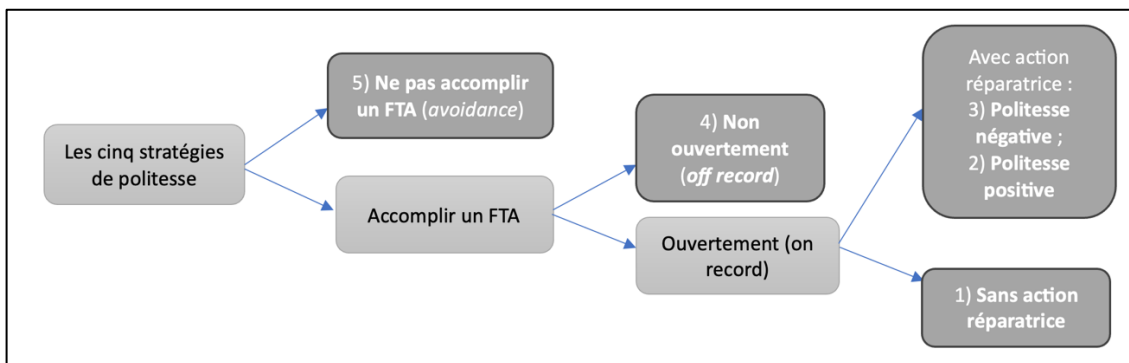 Les cinq stratégies
de politesse
5) Ne pas accomplir
un FTA (avoidance)
Accomplir un FTA
4) Non
ouvertement
(off record)
Ouvertement (on
record)
Avec action
réparatrice :
3) Politesse
négative ;
2) Politesse
positive
1) Sans action
réparatrice